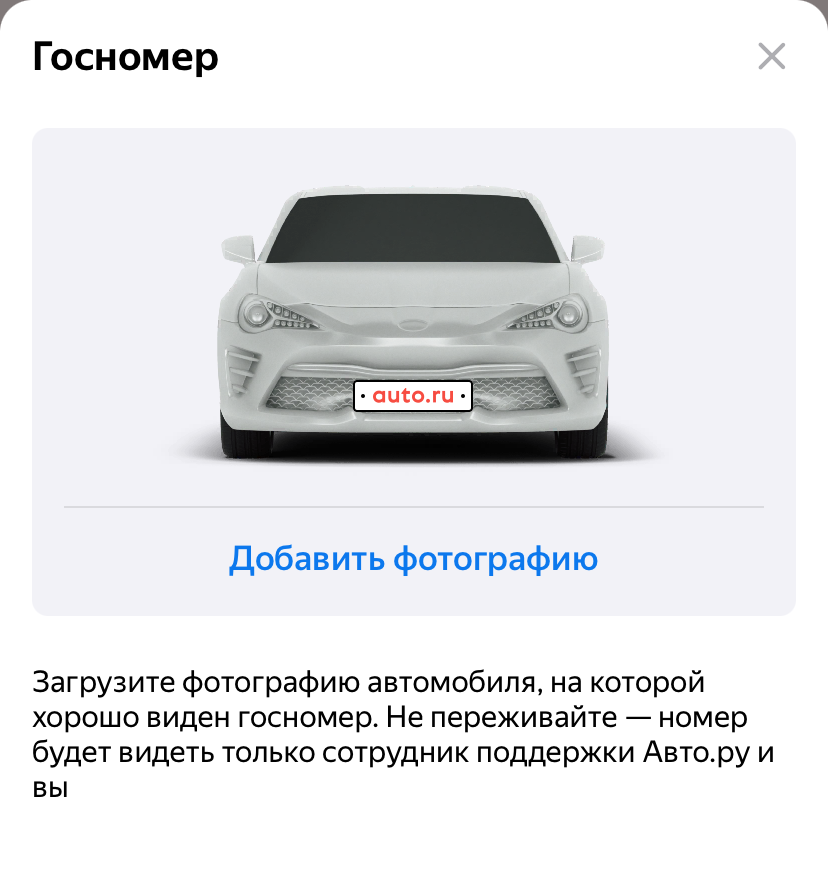 Госномер
• auto.ru •
Добавить фотографию
Загрузите фотографию автомобиля, на которой
хорошо виден госномер. Не переживайте — номер
будет видеть только сотрудник поддержки Авто.ру и
вы